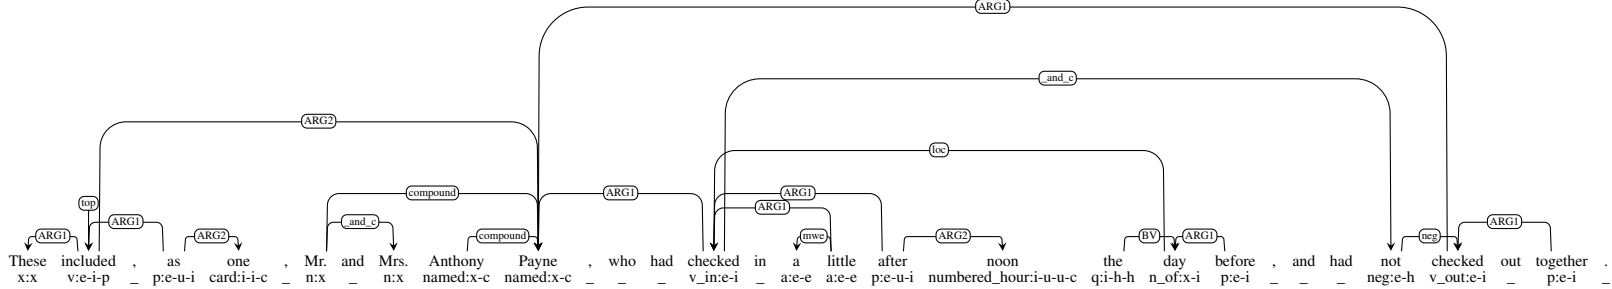 ARG1
_and_c
ARG2
loc
top compound ARG1 ARG1
ARG1
ARG1 ARG1 ARG2 _and_c compound mwe ARG2 BV ARG1 neg ARG1
These included , as one , Mr. and Mrs. Anthony Payne , who had checked in a little after noon the day before , and had not checked out together .
x:x v:e-i-p _ p:e-u-i card:i-i-c _ n:x _ n:x named:x-c named:x-c _ _ _ v_in:e-i _ a:e-e a:e-e p:e-u-i numbered_hour:i-u-u-c q:i-h-h n_of:x-i p:e-i _ _ _ neg:e-h v_out:e-i _ p:e-i _